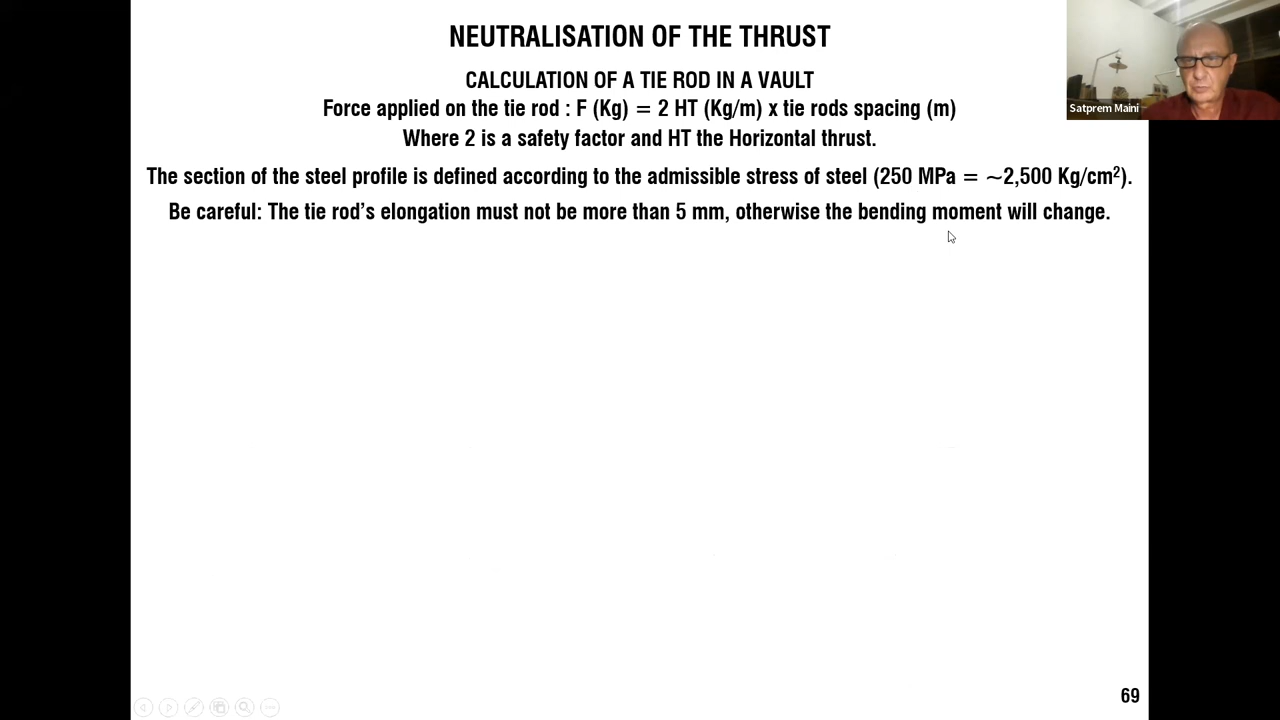 NEUTRALISATION OF THE THRUST
CALCULATION OF A TIE ROD IN A VAULT
Force applied on the tie rod : F (Kg) = 2 HT (Kg/m) x tie rods spacing (m)
Where 2 is a safety factor and HT the Horizontal thrust.
The section of the steel profile is defined according to the admissible stress of steel (250 MPa = ~2,500 Kg/cm²).
Be careful: The tie rod’s elongation must not be more than 5 mm, otherwise the bending moment will change.
Satprem Maini
69